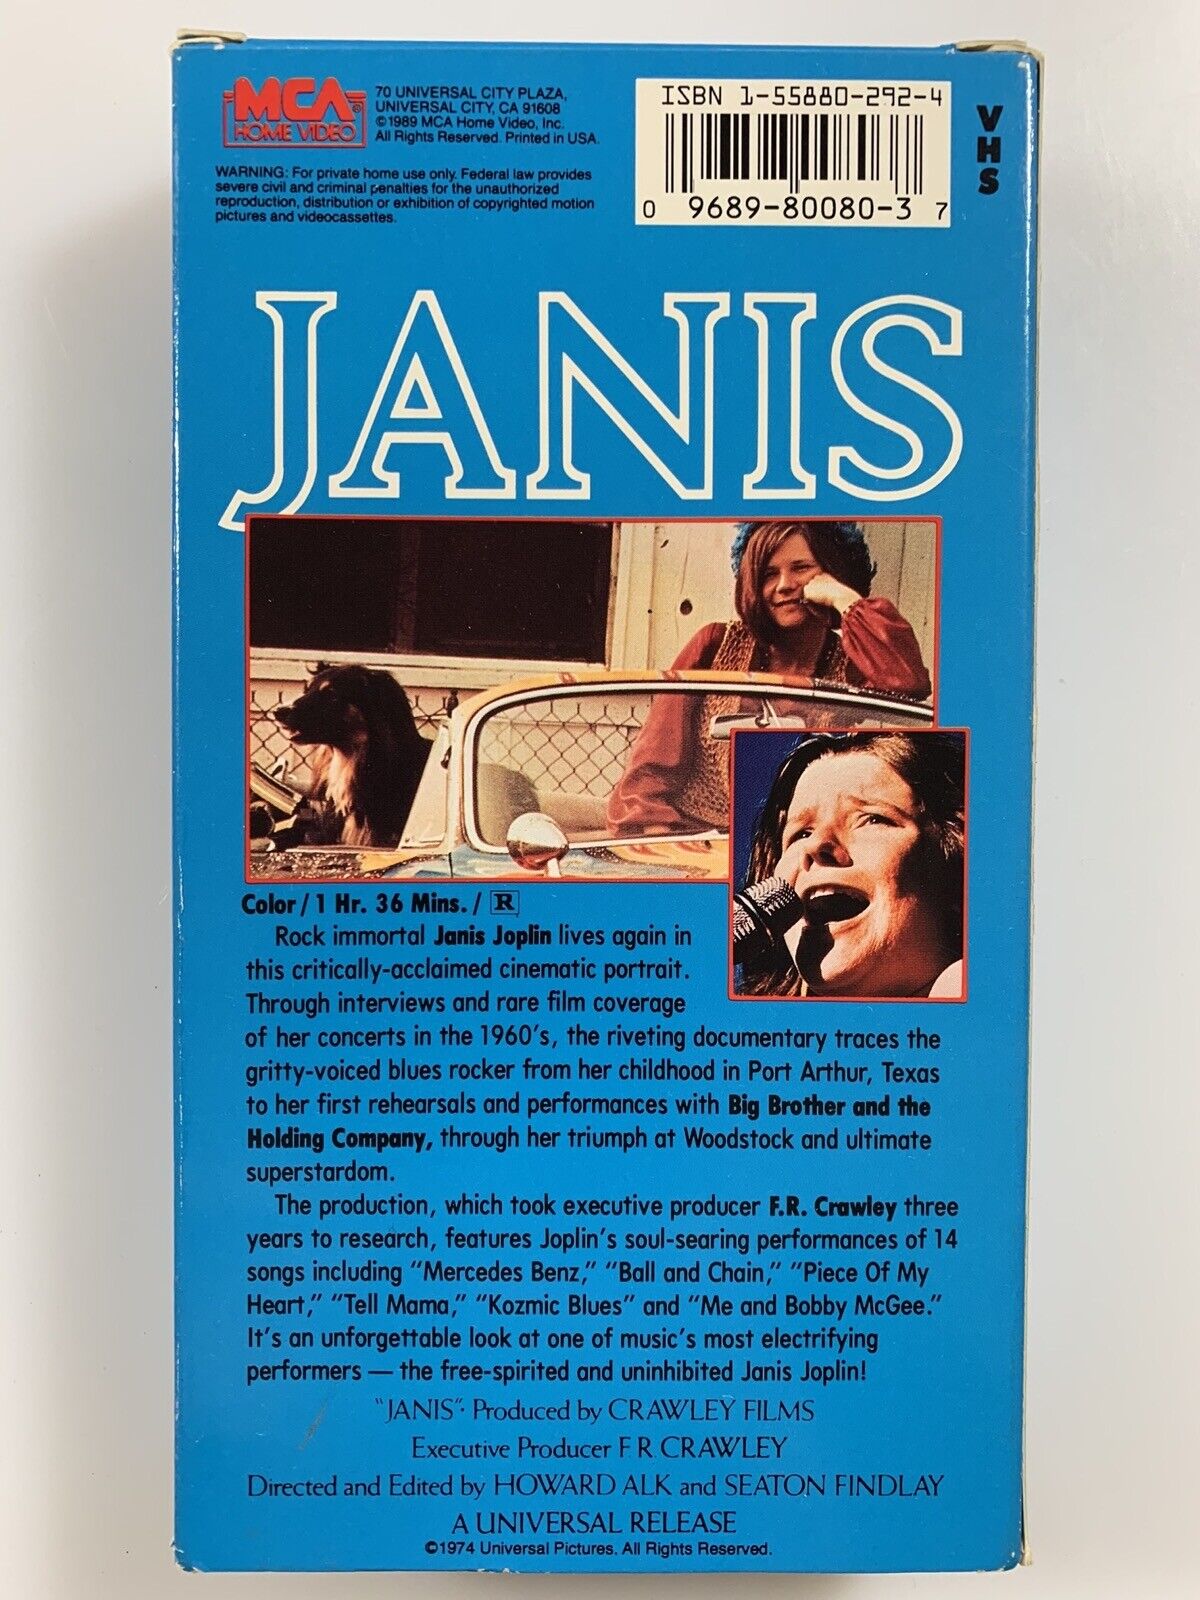 MCA®
HOME VIDEO
70 UNIVERSAL CITY PLAZA,
UNIVERSAL CITY, CA 91608
©1989 MCA Home Video, Inc.
All Rights Reserved. Printed in USA.
WARNING: For private home use only. Federal law provides
severe civil and criminal penalties for the unauthorized
reproduction, distribution or exhibition of copyrighted motion
pictures and videocassettes.
ISBN 1-55880-292-4
0 9689-80080-3 7
VHS
JANIS
Color / 1 Hr. 36 Mins. / R
Rock immortal Janis Joplin lives again in
this critically-acclaimed cinematic portrait.
Through interviews and rare film coverage
of her concerts in the 1960's, the riveting documentary traces the
gritty-voiced blues rocker from her childhood in Port Arthur, Texas
to her first rehearsals and performances with Big Brother and the
Holding Company, through her triumph at Woodstock and ultimate
superstardom.
The production, which took executive producer F.R. Crawley three
years to research, features Joplin's soul-searing performances of 14
songs including "Mercedes Benz," "Ball and Chain," "Piece Of My
Heart," "Tell Mama," "Kozmic Blues" and "Me and Bobby McGee."
It's an unforgettable look at one of music's most electrifying
performers — the free-spirited and uninhibited Janis Joplin!
"JANIS" Produced by CRAWLEY FILMS
Executive Producer F R CRAWLEY
Directed and Edited by HOWARD ALK and SEATON FINDLAY
A UNIVERSAL RELEASE
©1974 Universal Pictures. All Rights Reserved.